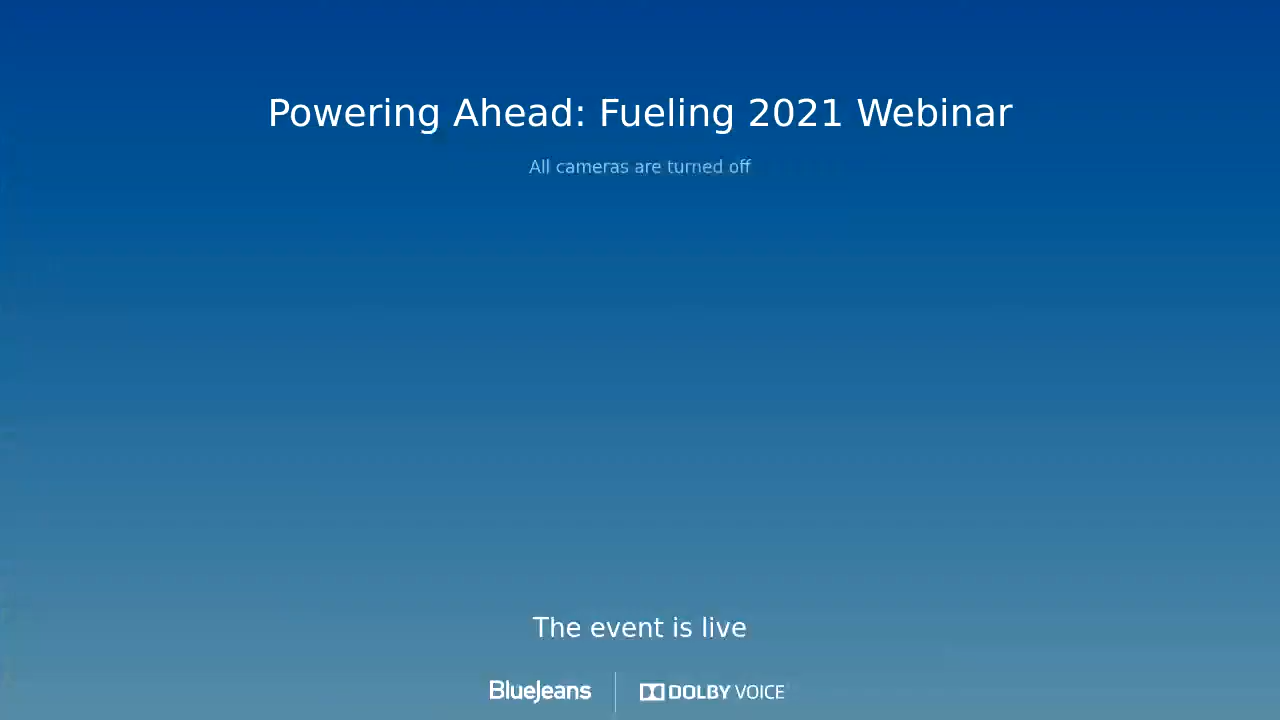 Powering Ahead: Fueling 2021 Webinar
All cameras are turned off
The event is live
BlueJeans
DOLBY VOICE